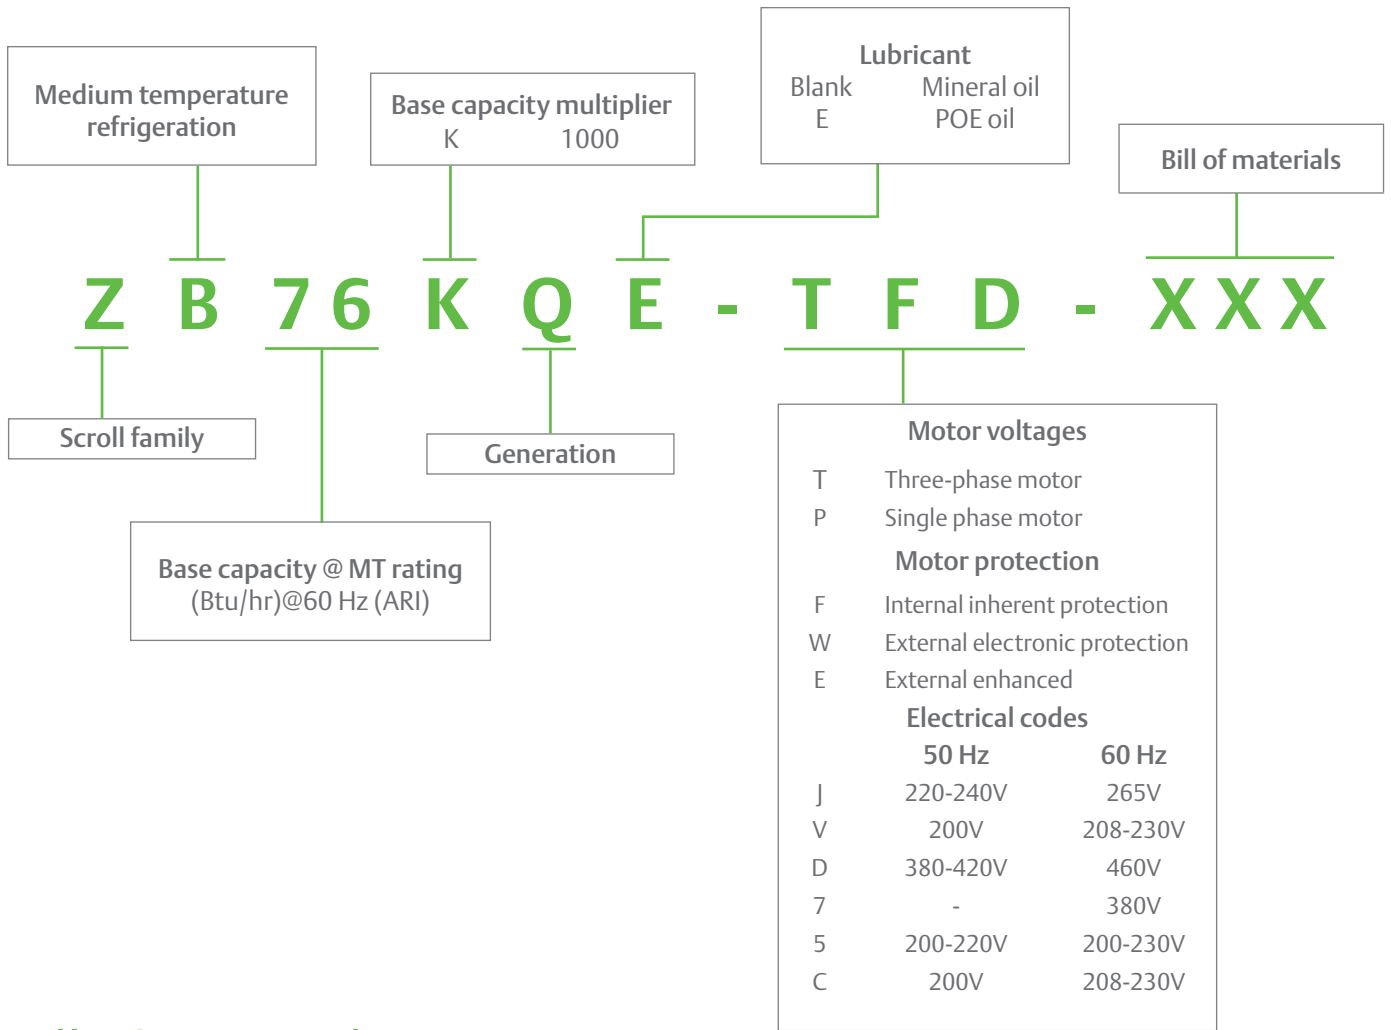 Lubricant
Blank Mineral oil
E POE oil
Medium temperature
refrigeration
Base capacity multiplier
K 1000
Bill of materials
Z B 7 6 K Q E - T F D - X X X
Scroll family
Generation
Base capacity @ MT rating
(Btu/hr)@60 Hz (ARI)
Motor voltages
T Three-phase motor
P Single phase motor
Motor protection
F Internal inherent protection
W External electronic protection
E External enhanced
Electrical codes
50 Hz 60 Hz
J 220-240V 265V
V 200V 208-230V
D 380-420V 460V
7 - 380V
5 200-220V 200-230V
C 200V 208-230V